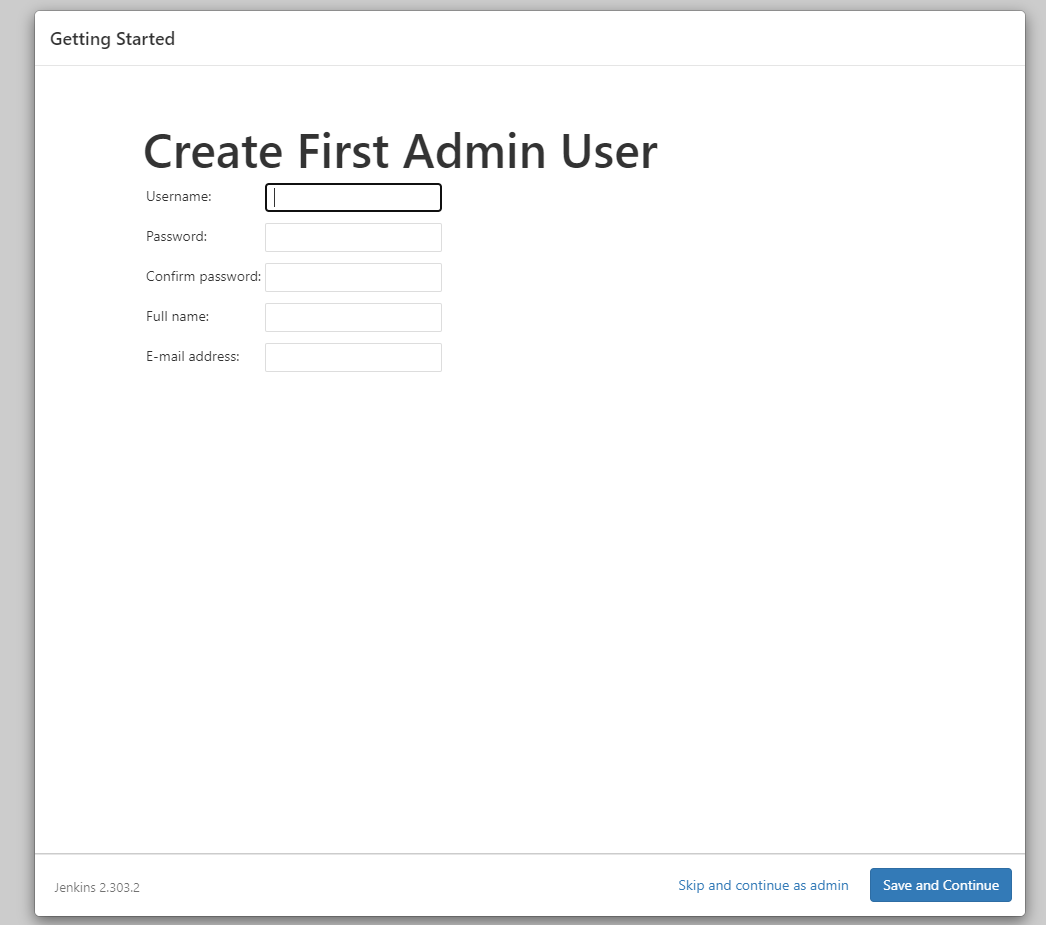 Getting Started
Create First Admin User
Username:
Password:
Confirm password:
Full name:
E-mail address:
Jenkins 2.303.2
Skip and continue as admin
Save and Continue